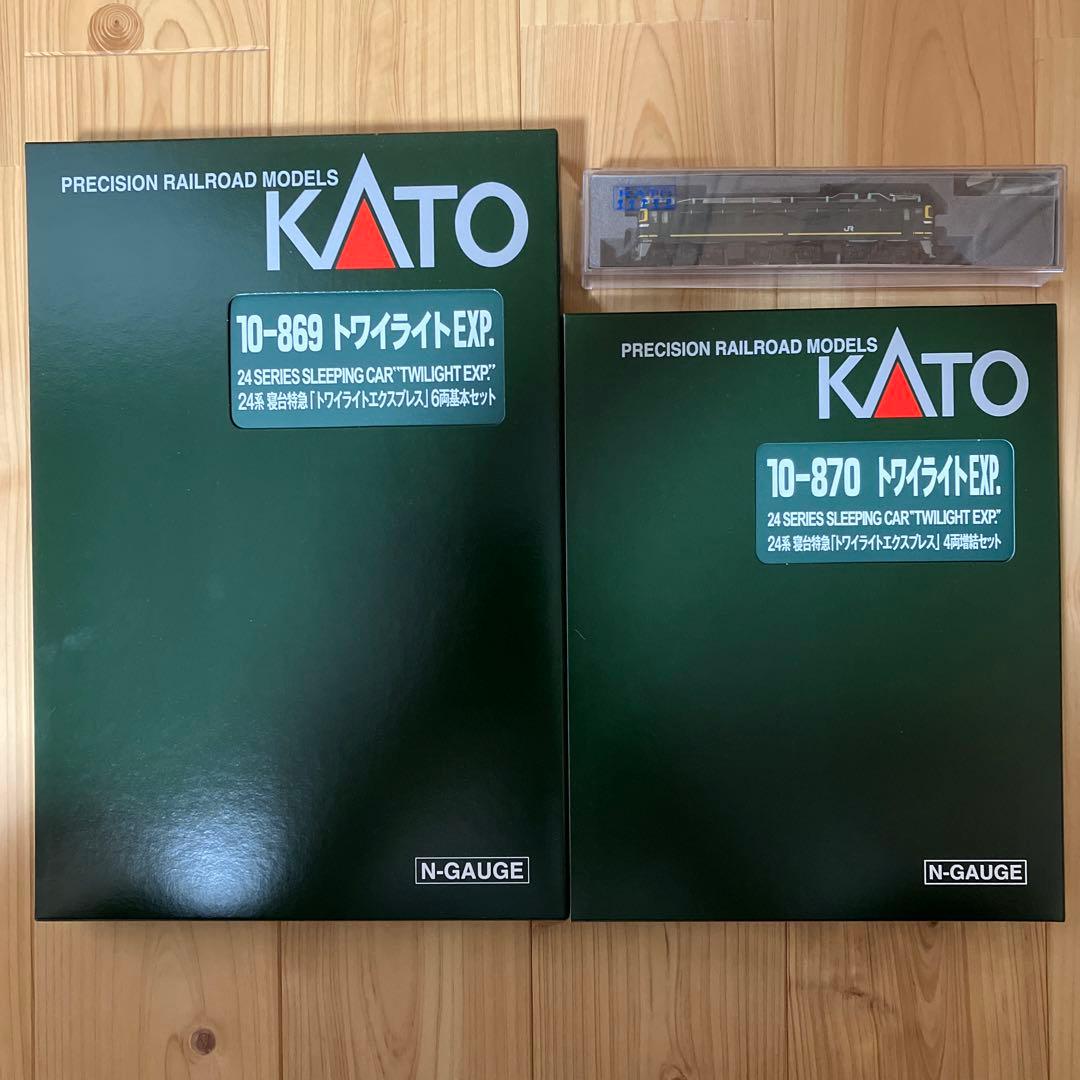 PRECISION RAILROAD MODELS
KATO
10-869 トワイライトEXP.
24 SERIES SLEEPING CAR "TWILIGHT EXP."
24系 寝台特急「トワイライトエクスプレス」 6両基本セット
N-GAUGE
KATO
JR
PRECISION RAILROAD MODELS
KATO
10-870 トワイライトEXP.
24 SERIES SLEEPING CAR "TWILIGHT EXP."
24系 寝台特急「トワイライトエクスプレス」 4両増結セット
N-GAUGE